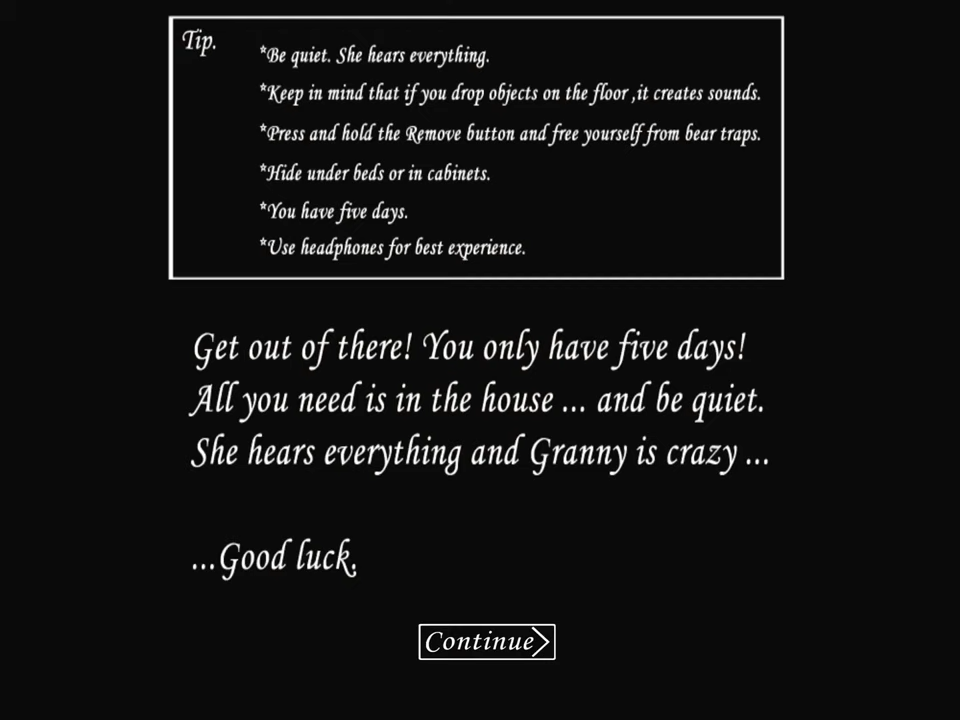 Tip.
*Be quiet. She hears everything.
*Keep in mind that if you drop objects on the floor ,it creates sounds.
*Press and hold the Remove button and free yourself from bear traps.
*Hide under beds or in cabinets.
*You have five days.
*Use headphones for best experience.
Get out of there! You only have five days!
All you need is in the house ... and be quiet.
She hears everything and Granny is crazy ...
...Good luck.
Continue>